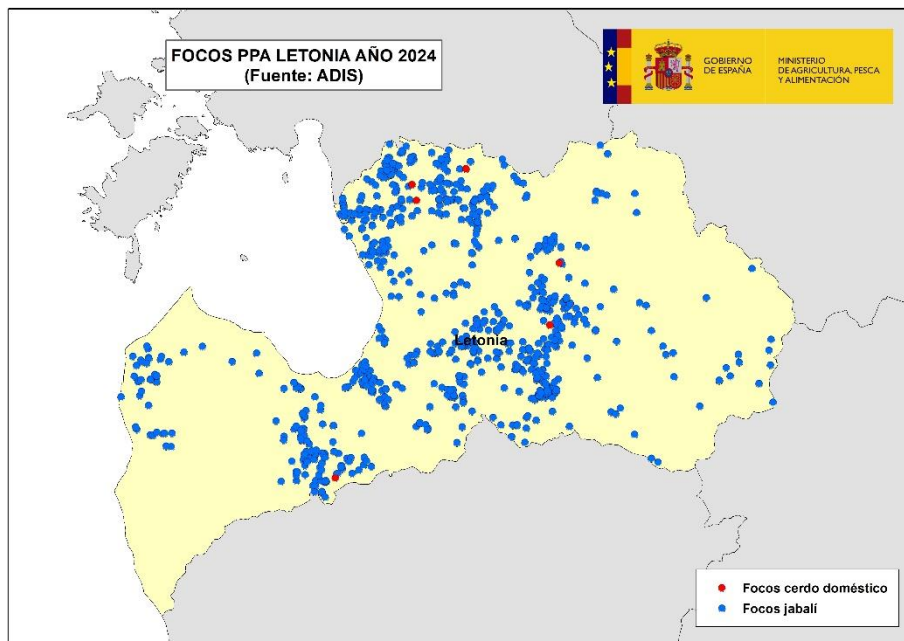 FOCOS PPA LETONIA AÑO 2024
(Fuente: ADIS)
GOBIERNO
DE ESPAÑA
MINISTERIO
DE AGRICULTURA, PESCA
Y ALIMENTACIÓN
Letonia
Focos cerdo doméstico
Focos jabalí